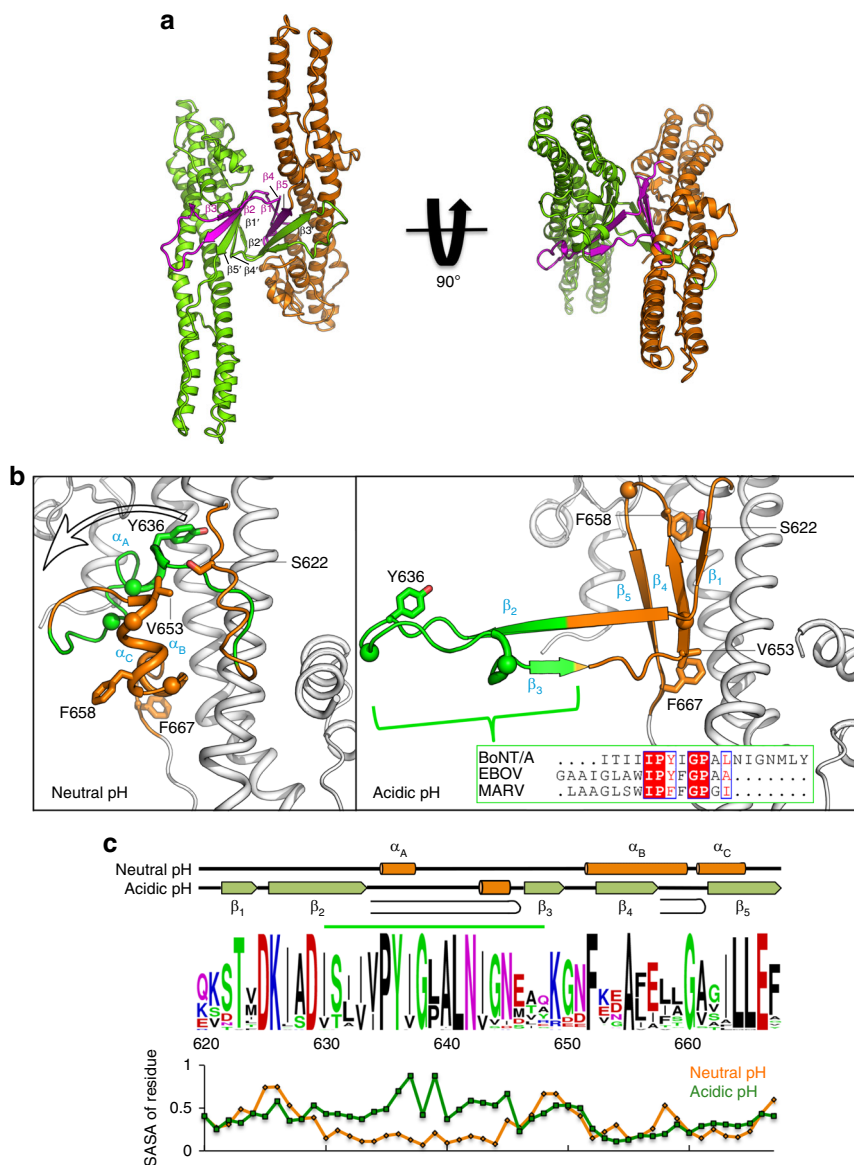 a
β4
β5
β3 β2 β1
β1'
β2' β3'
β5' β4'
90°
b
Y636
αA
S622
V653
αC αB
F658
F667
Neutral pH
F658
S622
Y636
β2 β5 β4 β1
V653
β3
F667
BoNT/A ....ITIIIPYIGPALNIGNMLY
EBOV GAAIGLAWIPYFGPAA.......
MARV .LAAGLSWIPFFGPGI.......
Acidic pH
c
αA αB αC
Neutral pH
Acidic pH
β1 β2 β3 β4 β5
620 630 640 650 660
1
Neutral pH
Acidic pH
0.5
0
SASA of residue